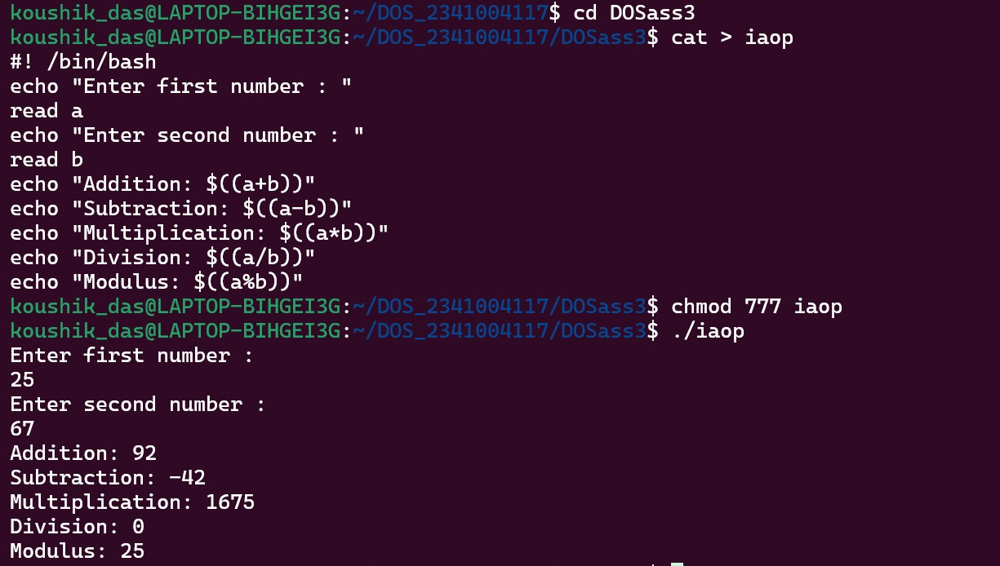 koushik_das@LAPTOP-BIHGEI3G:~/DOS_2341004117$ cd DOSass3
koushik_das@LAPTOP-BIHGEI3G:~/DOS_2341004117/DOSass3$ cat > iaop
#! /bin/bash
echo "Enter first number : "
read a
echo "Enter second number : "
read b
echo "Addition: $((a+b))"
echo "Subtraction: $((a-b))"
echo "Multiplication: $((a*b))"
echo "Division: $((a/b))"
echo "Modulus: $((a%b))"
koushik_das@LAPTOP-BIHGEI3G:~/DOS_2341004117/DOSass3$ chmod 777 iaop
koushik_das@LAPTOP-BIHGEI3G:~/DOS_2341004117/DOSass3$ ./iaop
Enter first number :
25
Enter second number :
67
Addition: 92
Subtraction: -42
Multiplication: 1675
Division: 0
Modulus: 25